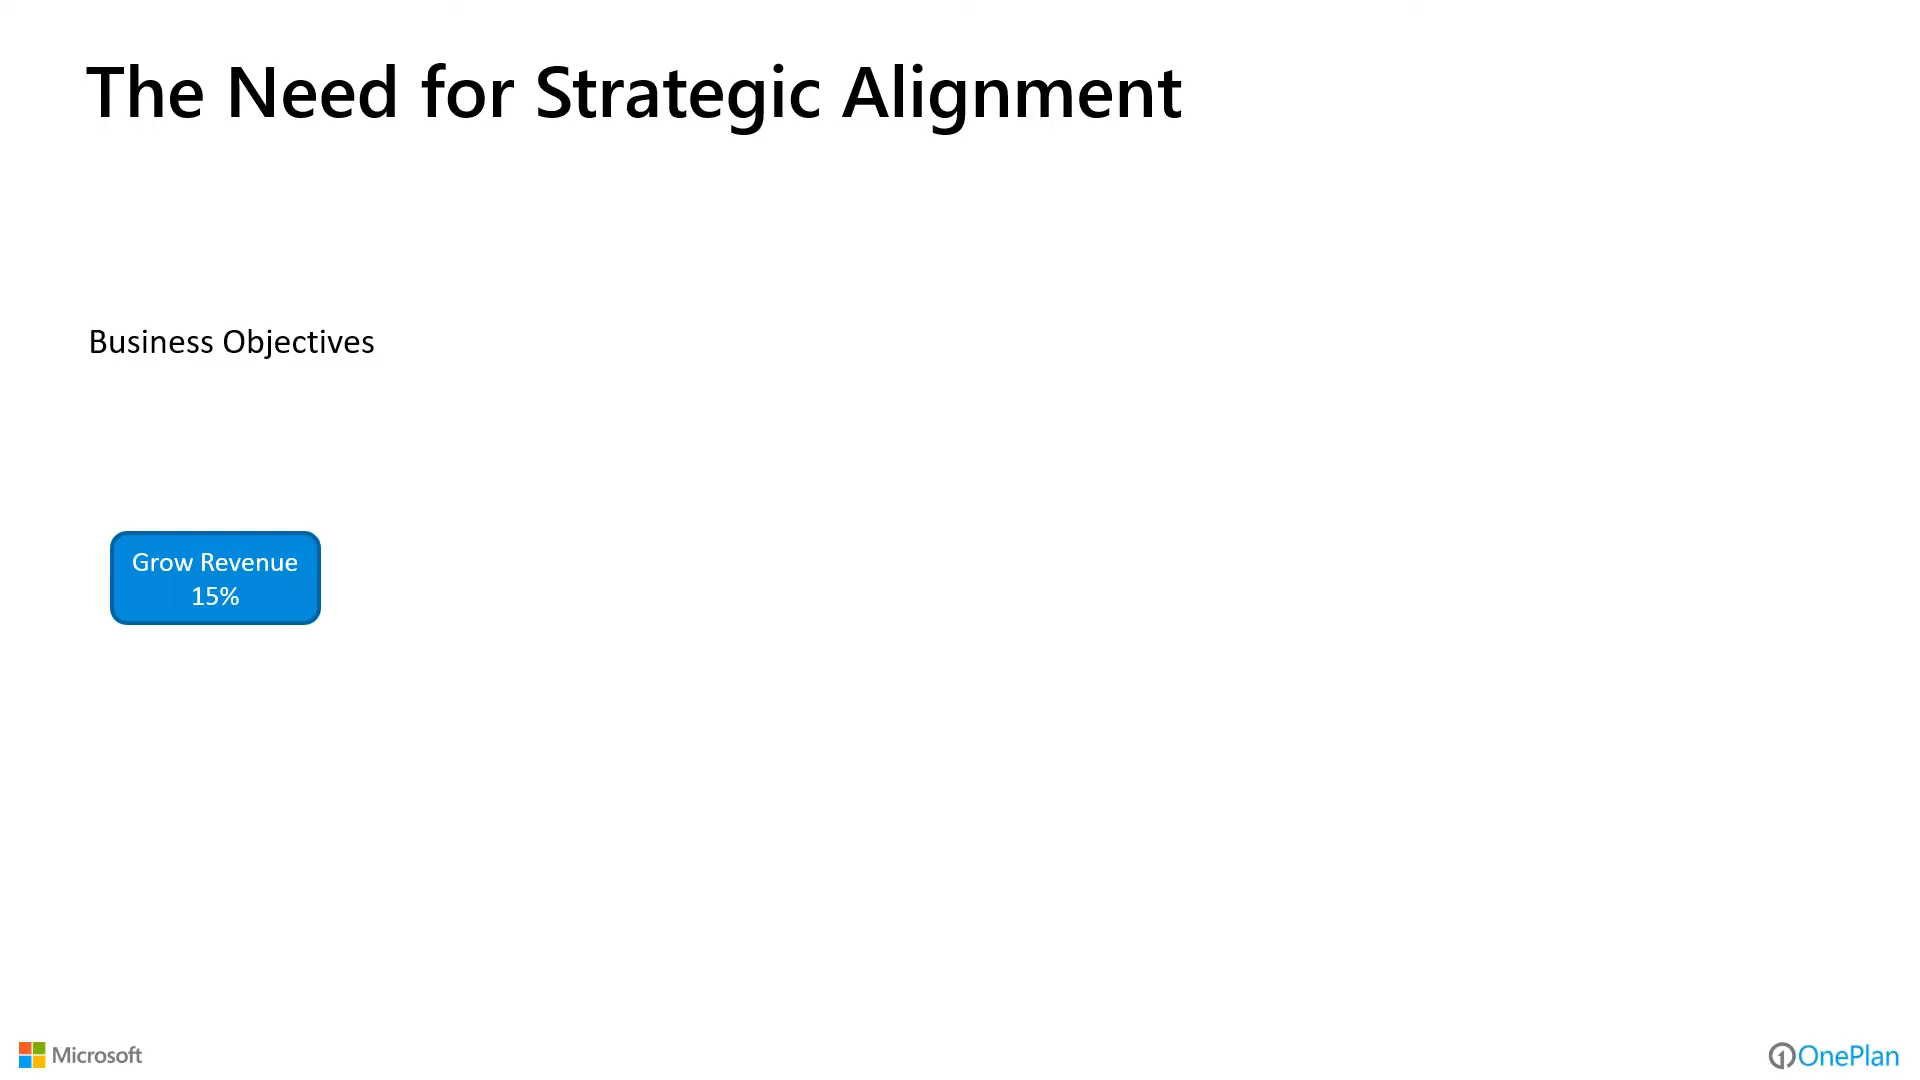 The Need for Strategic Alignment
Business Objectives
Grow Revenue
15%
Microsoft
OnePlan